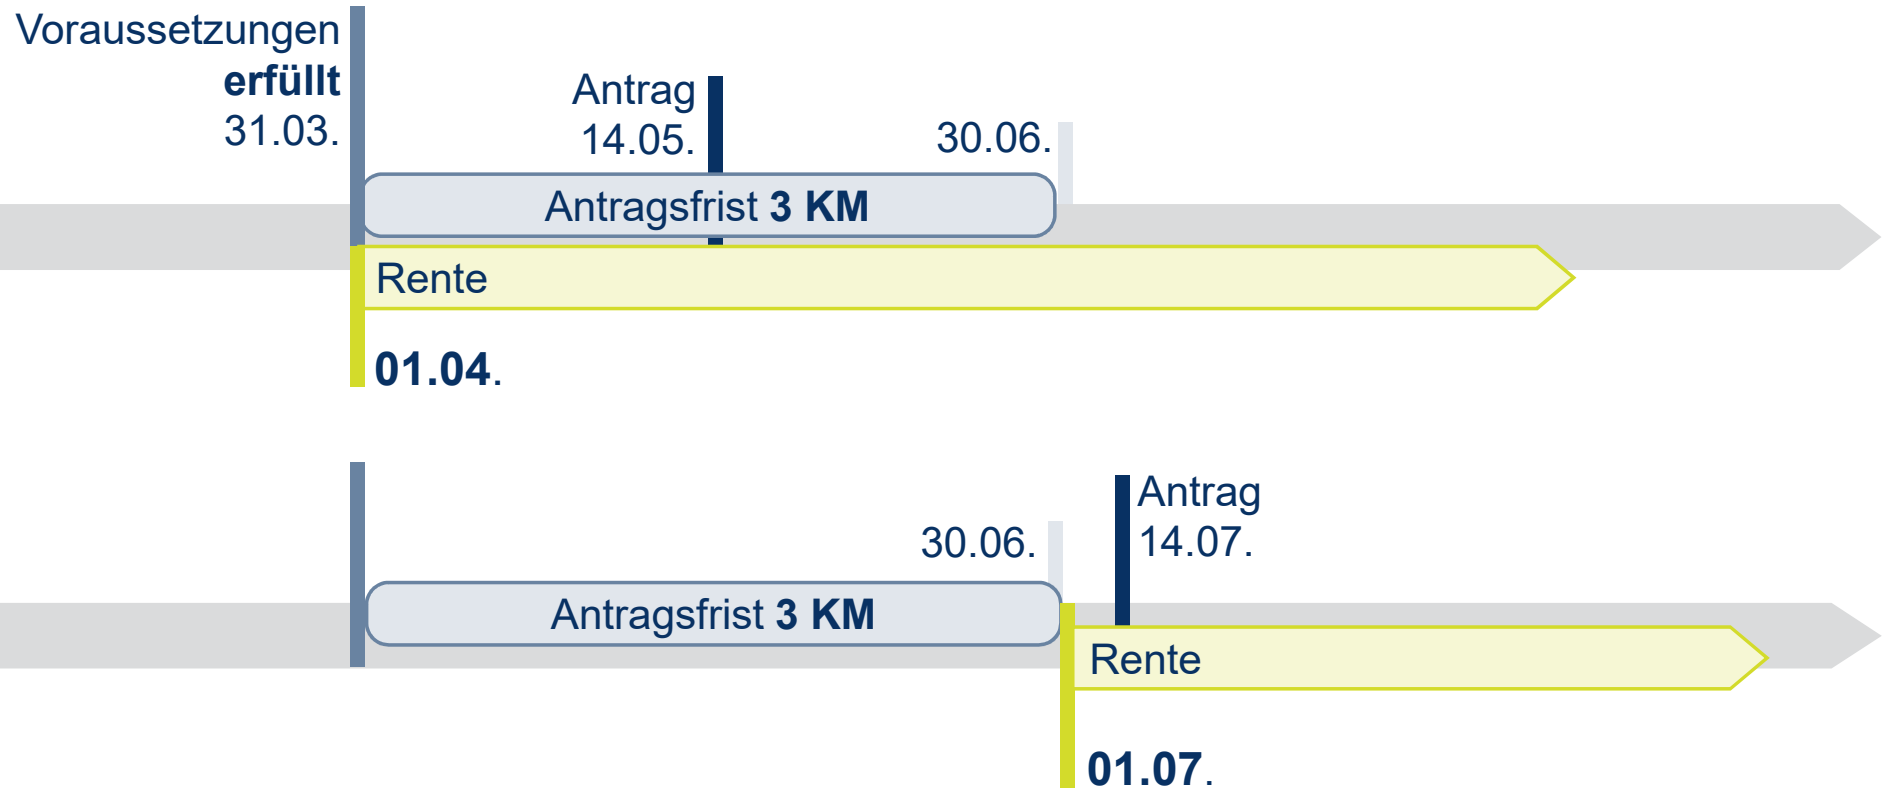 Voraussetzungen
erfüllt
31.03.
Antrag
14.05.
30.06.
Antragsfrist 3 KM
Rente
01.04.
30.06.
Antrag
14.07.
Antragsfrist 3 KM
Rente
01.07.